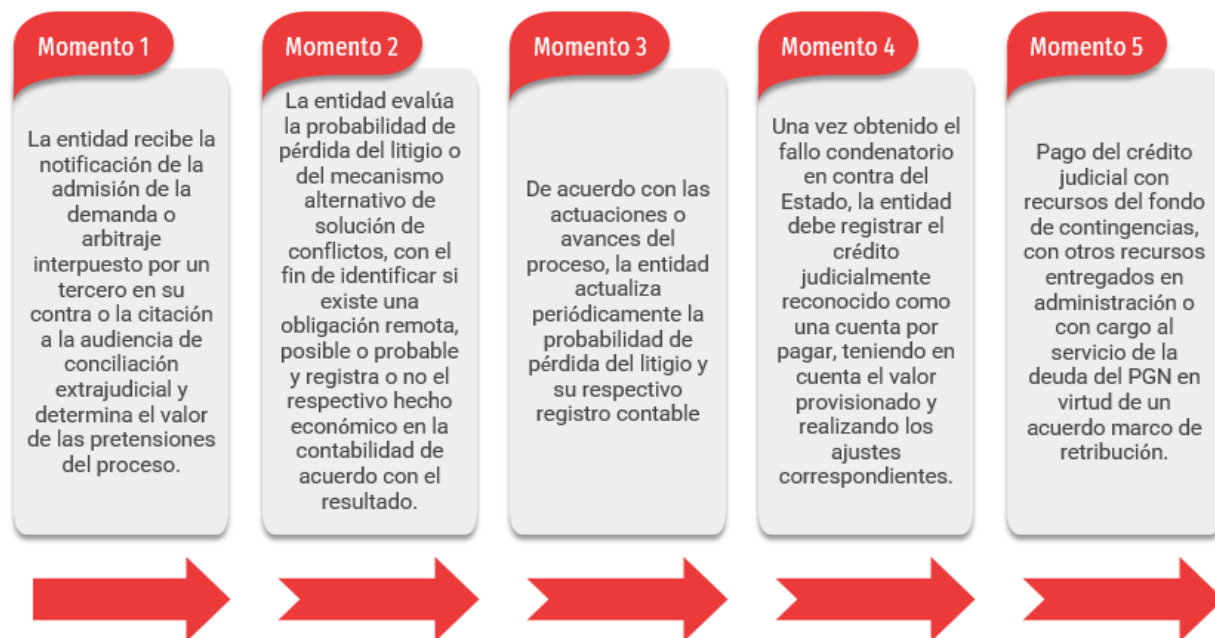 Momento 1
La entidad recibe la
notificación de la
admisión de la
demanda o
arbitraje
interpuesto por un
tercero en su
contra o la citación
a la audiencia de
conciliación
extrajudicial y
determina el valor
de las pretensiones
del proceso.
Momento 2
La entidad evalúa
la probabilidad de
pérdida del litigio o
del mecanismo
alternativo de
solución de
conflictos, con el
fin de identificar si
existe una
obligación remota,
posible o probable
y registra o no el
respectivo hecho
económico en la
contabilidad de
acuerdo con el
resultado.
Momento 3
De acuerdo con las
actuaciones o
avances del
proceso, la entidad
actualiza
periódicamente la
probabilidad de
pérdida del litigio y
su respectivo
registro contable
Momento 4
Una vez obtenido el
fallo condenatorio
en contra del
Estado, la entidad
debe registrar el
crédito
judicialmente
reconocido como
una cuenta por
pagar, teniendo en
cuenta el valor
provisionado y
realizando los
ajustes
correspondientes.
Momento 5
Pago del crédito
judicial con
recursos del fondo
de contingencias,
con otros recursos
entregados en
administración o
con cargo al
servicio de la
deuda del PGN en
virtud de un
acuerdo marco de
retribución.